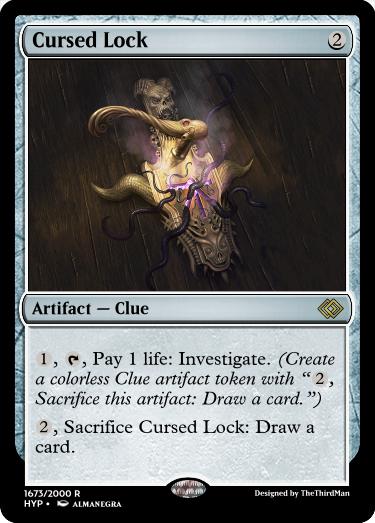 Cursed Lock 2
Artifact — Clue
1, , Pay 1 life: Investigate. (Create
a colorless Clue artifact token with “2,
Sacrifice this artifact: Draw a card.”)
2, Sacrifice Cursed Lock: Draw a
card.
1673/2000 R
HYP • ALMANEGRA
Designed by TheThirdMan